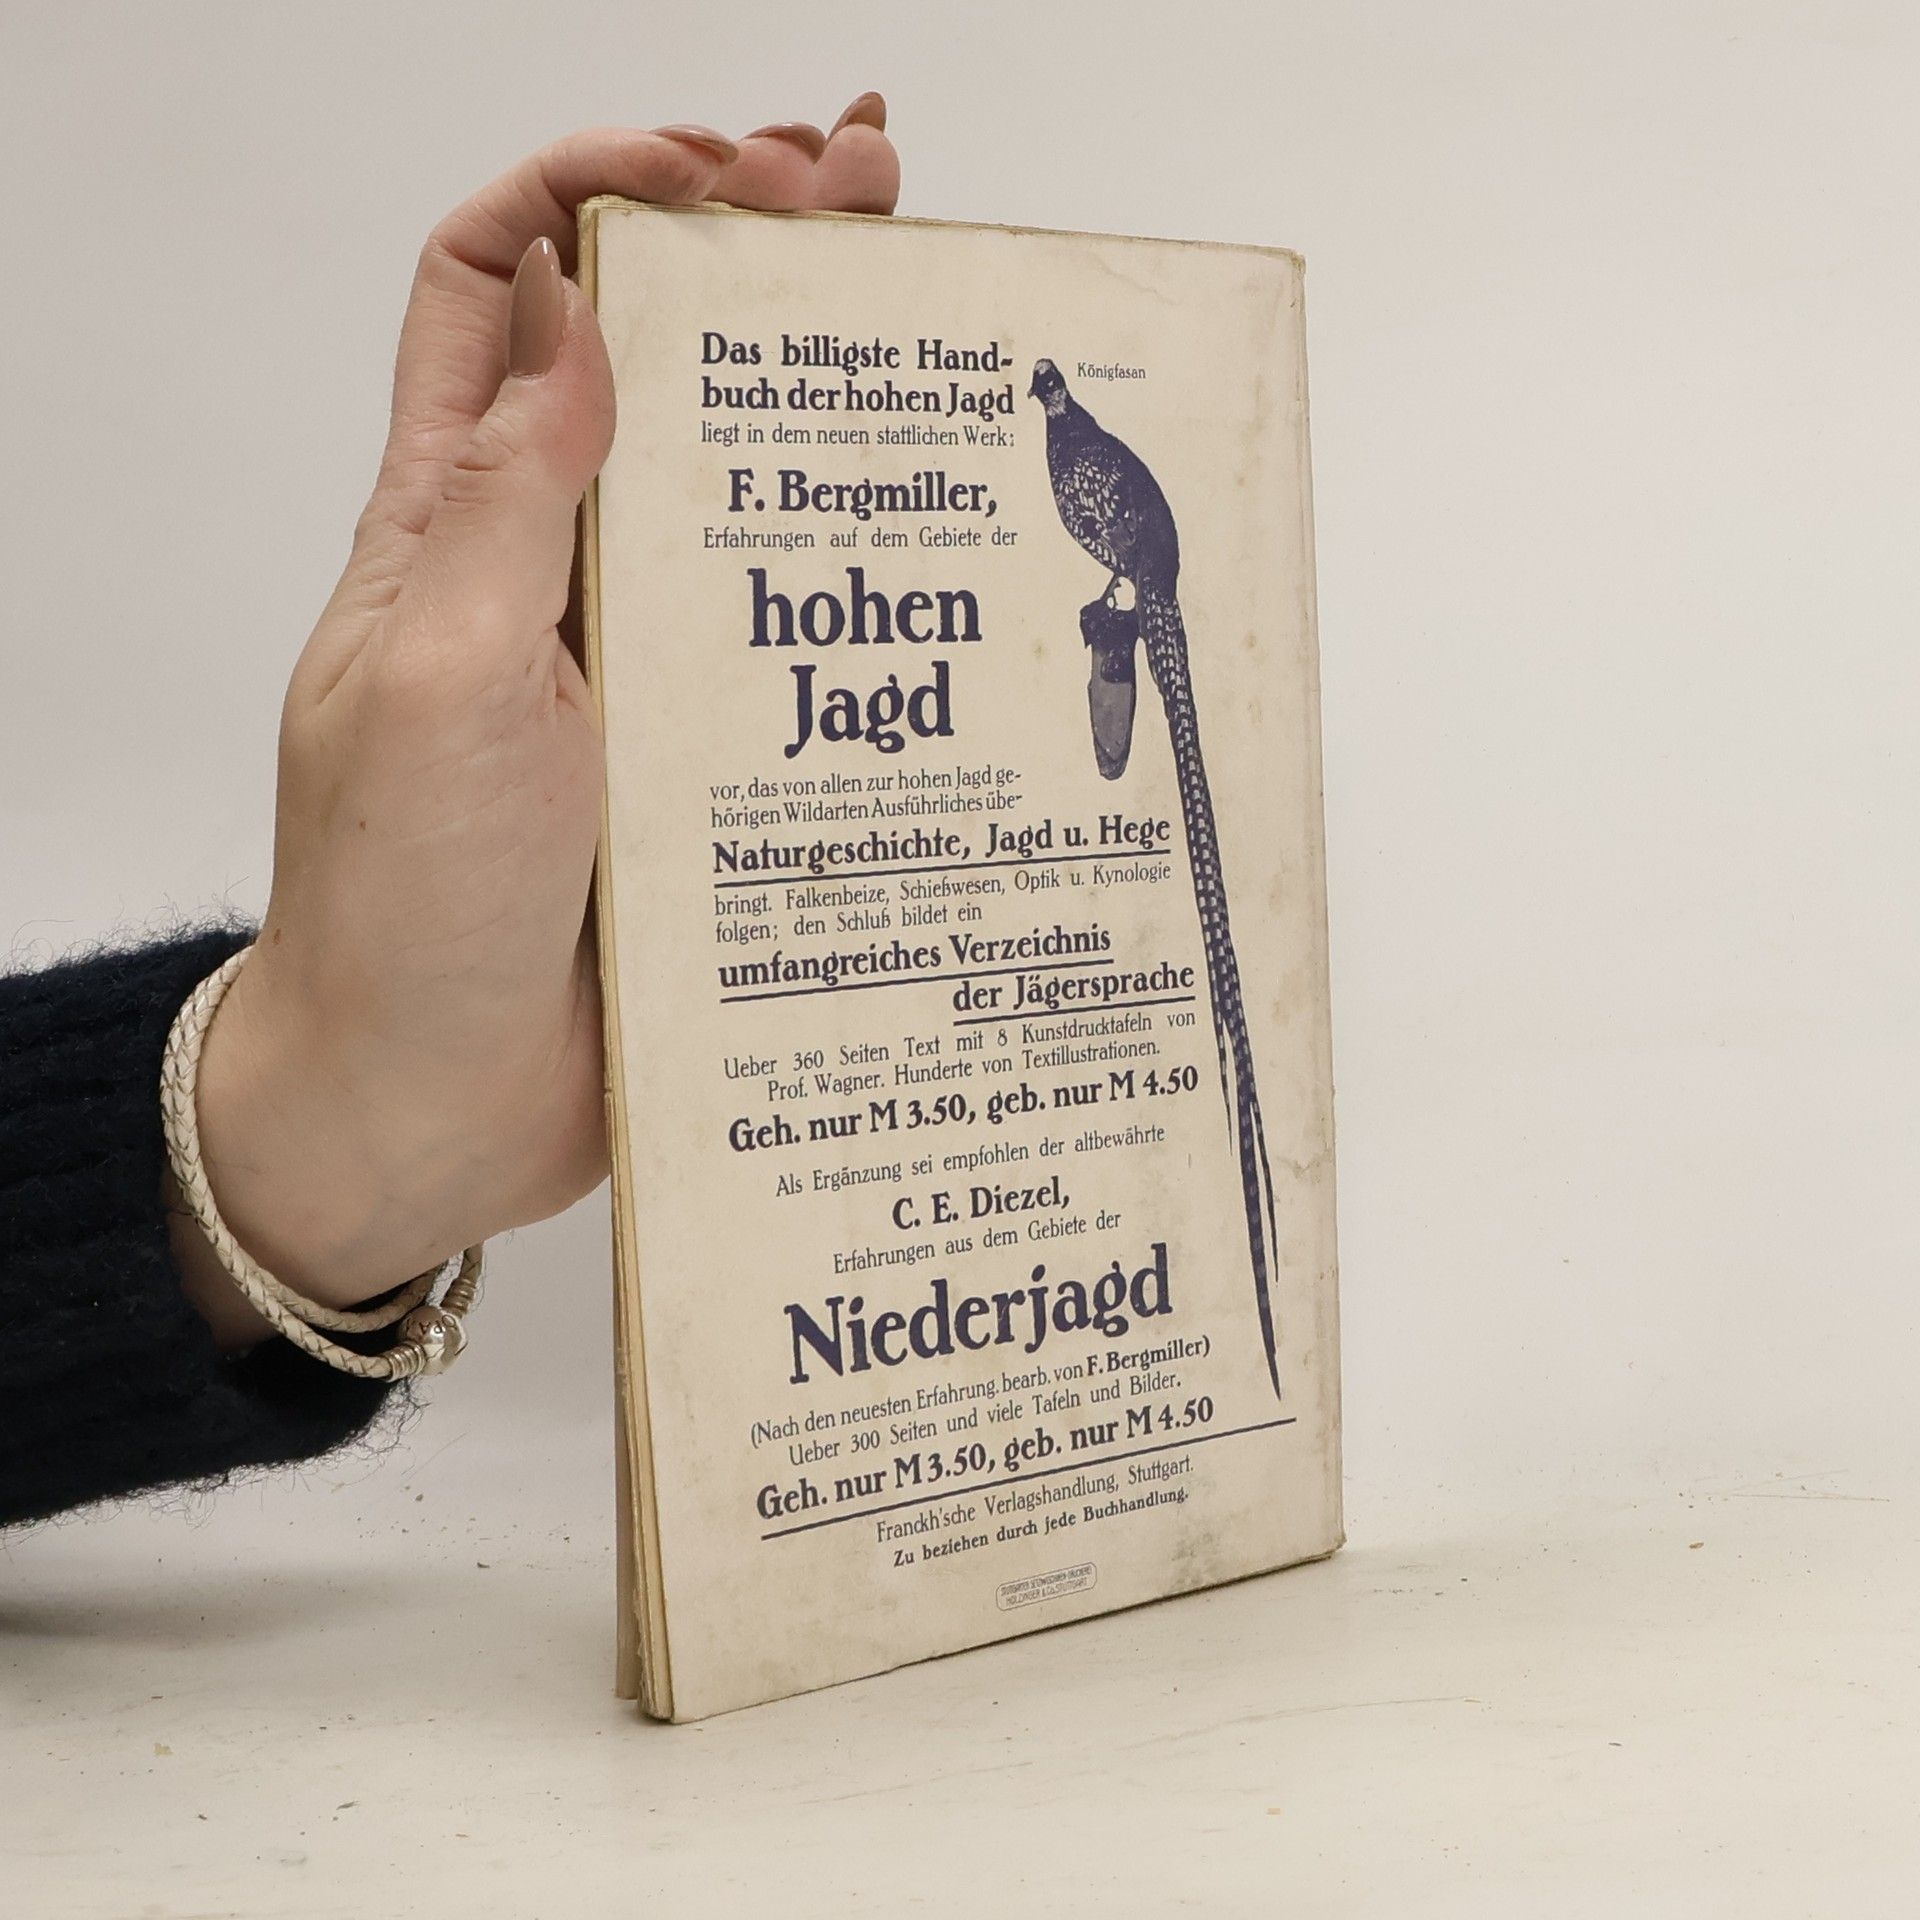 Das billigste Hand-
buch der hohen Jagd
liegt in dem neuen stattlichen Werk:
Königfasan
F. Bergmiller,
Erfahrungen auf dem Gebiete der
hohen
Jagd
vor, das von allen zur hohen Jagd ge-
hörigen Wildarten Ausführliches über
Naturgeschichte, Jagd u. Hege
bringt. Falkenbeize, Schießwesen, Optik u. Kynologie
folgen; den Schluß bildet ein
umfangreiches Verzeichnis
der Jägersprache
Ueber 360 Seiten Text mit 8 Kunstdrucktafeln von
Prof. Wagner. Hunderte von Textillustrationen.
Geh. nur M 3.50, geb. nur M 4.50
Als Ergänzung sei empfohlen der altbewährte
C. E. Diezel,
Erfahrungen aus dem Gebiete der
Niederjagd
(Nach den neuesten Erfahrung. bearb. von F. Bergmiller)
Ueber 300 Seiten und viele Tafeln und Bilder.
Geh. nur M 3.50, geb. nur M 4.50
Franckh'sche Verlagshandlung, Stuttgart.
Zu beziehen durch jede Buchhandlung.
STUTTGARTER SETZMASCHINEN-DRUCKEREI
HOLZINGER & Co. STUTTGART